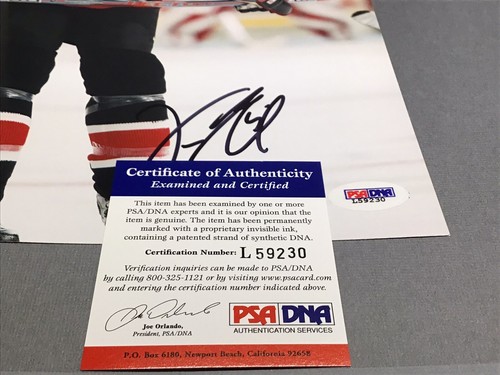 Certificate of Authenticity
Examined and Certified
This item has been examined by one or more
PSA/DNA experts and it is our opinion that the
item is genuine. The item has been permanently
marked with a proprietary invisible ink,
containing a patented strand of synthetic DNA.
Certification Number: L59230
Verification inquiries can be made to PSA/DNA
by calling 800-325-1121 or by visiting www.psacard.com
and entering the certification number indicated above.
Joe Orlando,
President, PSA/DNA
PSA DNA
AUTHENTICATION SERVICES
P.O. Box 6180, Newport Beach, California 92658
PSA DNA
L59230